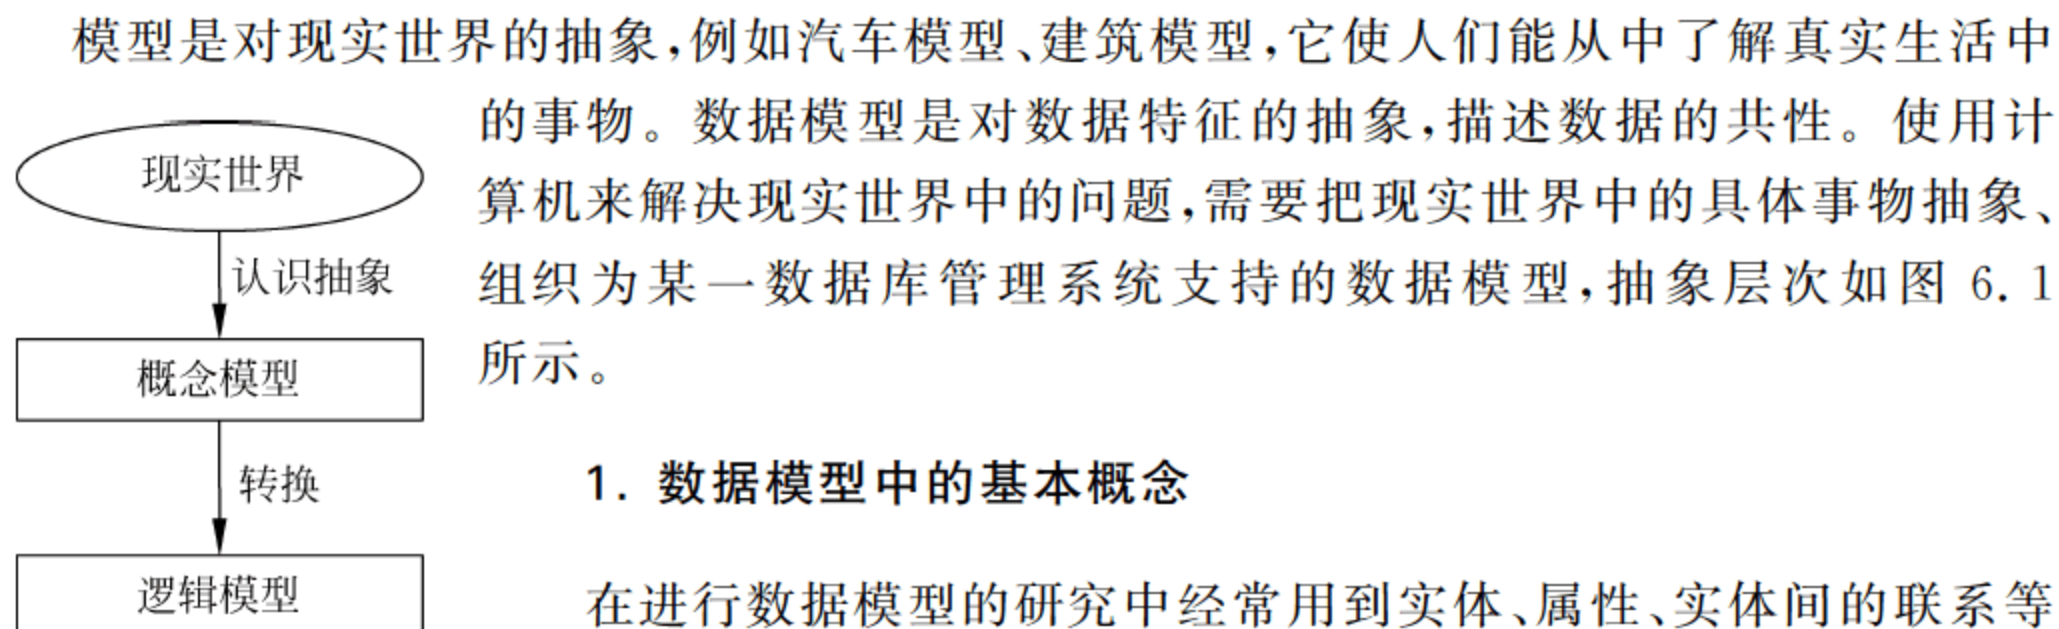 模型是对现实世界的抽象,例如汽车模型、建筑模型,它使人们能从中了解真实生活中
的事物。数据模型是对数据特征的抽象,描述数据的共性。使用计
算机来解决现实世界中的问题,需要把现实世界中的具体事物抽象、
组织为某一数据库管理系统支持的数据模型,抽象层次如图 6.1
所示。
现实世界
认识抽象
概念模型
转换
逻辑模型
1. 数据模型中的基本概念
在进行数据模型的研究中经常用到实体、属性、实体间的联系等